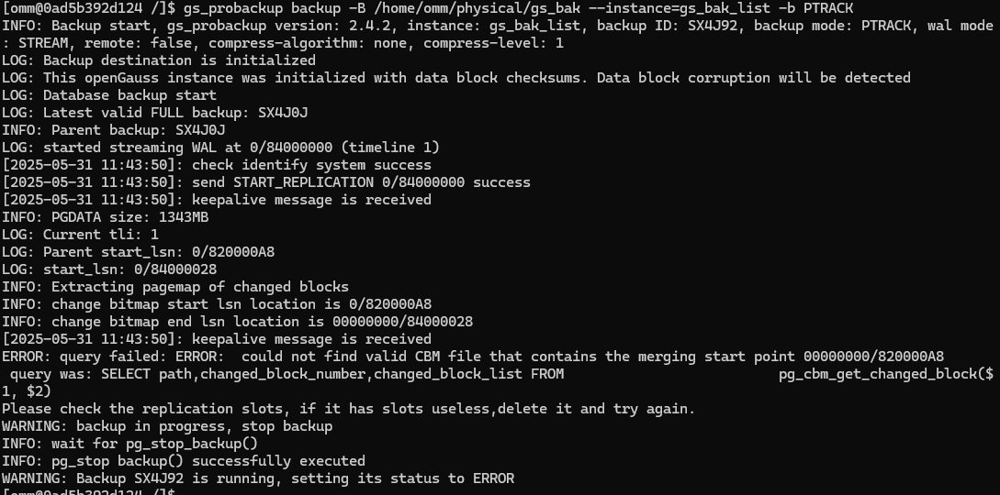 [omm@0ad5b392d124 /]$ gs_probackup backup -B /home/omm/physical/gs_bak --instance=gs_bak_list -b PTRACK
INFO: Backup start, gs_probackup version: 2.4.2, instance: gs_bak_list, backup ID: SX4J92, backup mode: PTRACK, wal mode
: STREAM, remote: false, compress-algorithm: none, compress-level: 1
LOG: Backup destination is initialized
LOG: This openGauss instance was initialized with data block checksums. Data block corruption will be detected
LOG: Database backup start
LOG: Latest valid FULL backup: SX4J0J
INFO: Parent backup: SX4J0J
LOG: started streaming WAL at 0/84000000 (timeline 1)
[2025-05-31 11:43:50]: check identify system success
[2025-05-31 11:43:50]: send START_REPLICATION 0/84000000 success
[2025-05-31 11:43:50]: keepalive message is received
INFO: PGDATA size: 1343MB
LOG: Current tli: 1
LOG: Parent start_lsn: 0/820000A8
LOG: start_lsn: 0/84000028
INFO: Extracting pagemap of changed blocks
INFO: change bitmap start lsn location is 0/820000A8
INFO: change bitmap end lsn location is 00000000/84000028
[2025-05-31 11:43:50]: keepalive message is received
ERROR: query failed: ERROR:  could not find valid CBM file that contains the merging start point 00000000/820000A8
 query was: SELECT path,changed_block_number,changed_block_list FROM                          pg_cbm_get_changed_block($
1, $2)
Please check the replication slots, if it has slots useless,delete it and try again.
WARNING: backup in progress, stop backup
INFO: wait for pg_stop_backup()
INFO: pg_stop backup() successfully executed
WARNING: Backup SX4J92 is running, setting its status to ERROR
[omm@0ad5b392d124 /]$